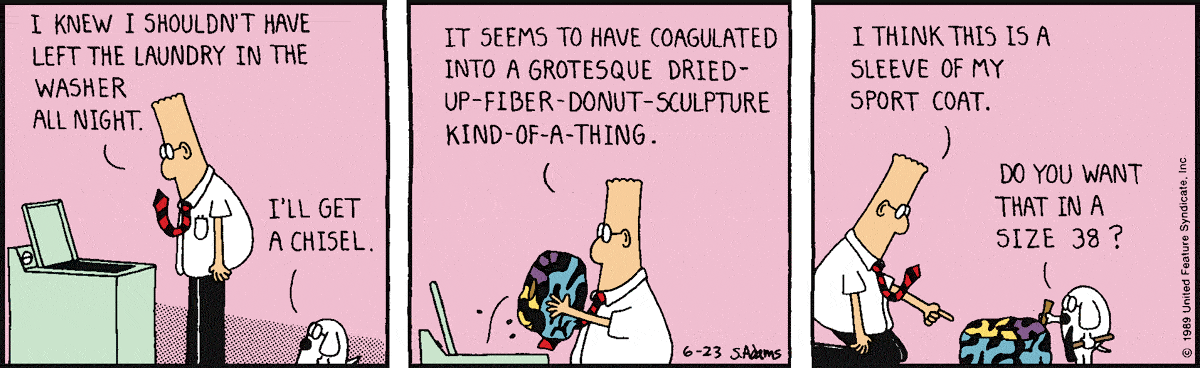 I KNEW I SHOULDN'T HAVE
LEFT THE LAUNDRY IN THE
WASHER
ALL NIGHT.
I'LL GET
A CHISEL.
IT SEEMS TO HAVE COAGULATED
INTO A GROTESQUE DRIED-
UP-FIBER-DONUT-SCULPTURE
KIND-OF-A-THING.
6-23 S.Adams
I THINK THIS IS A
SLEEVE OF MY
SPORT COAT.
DO YOU WANT
THAT IN A
SIZE 38?
© 1989 United Feature Syndicate, Inc